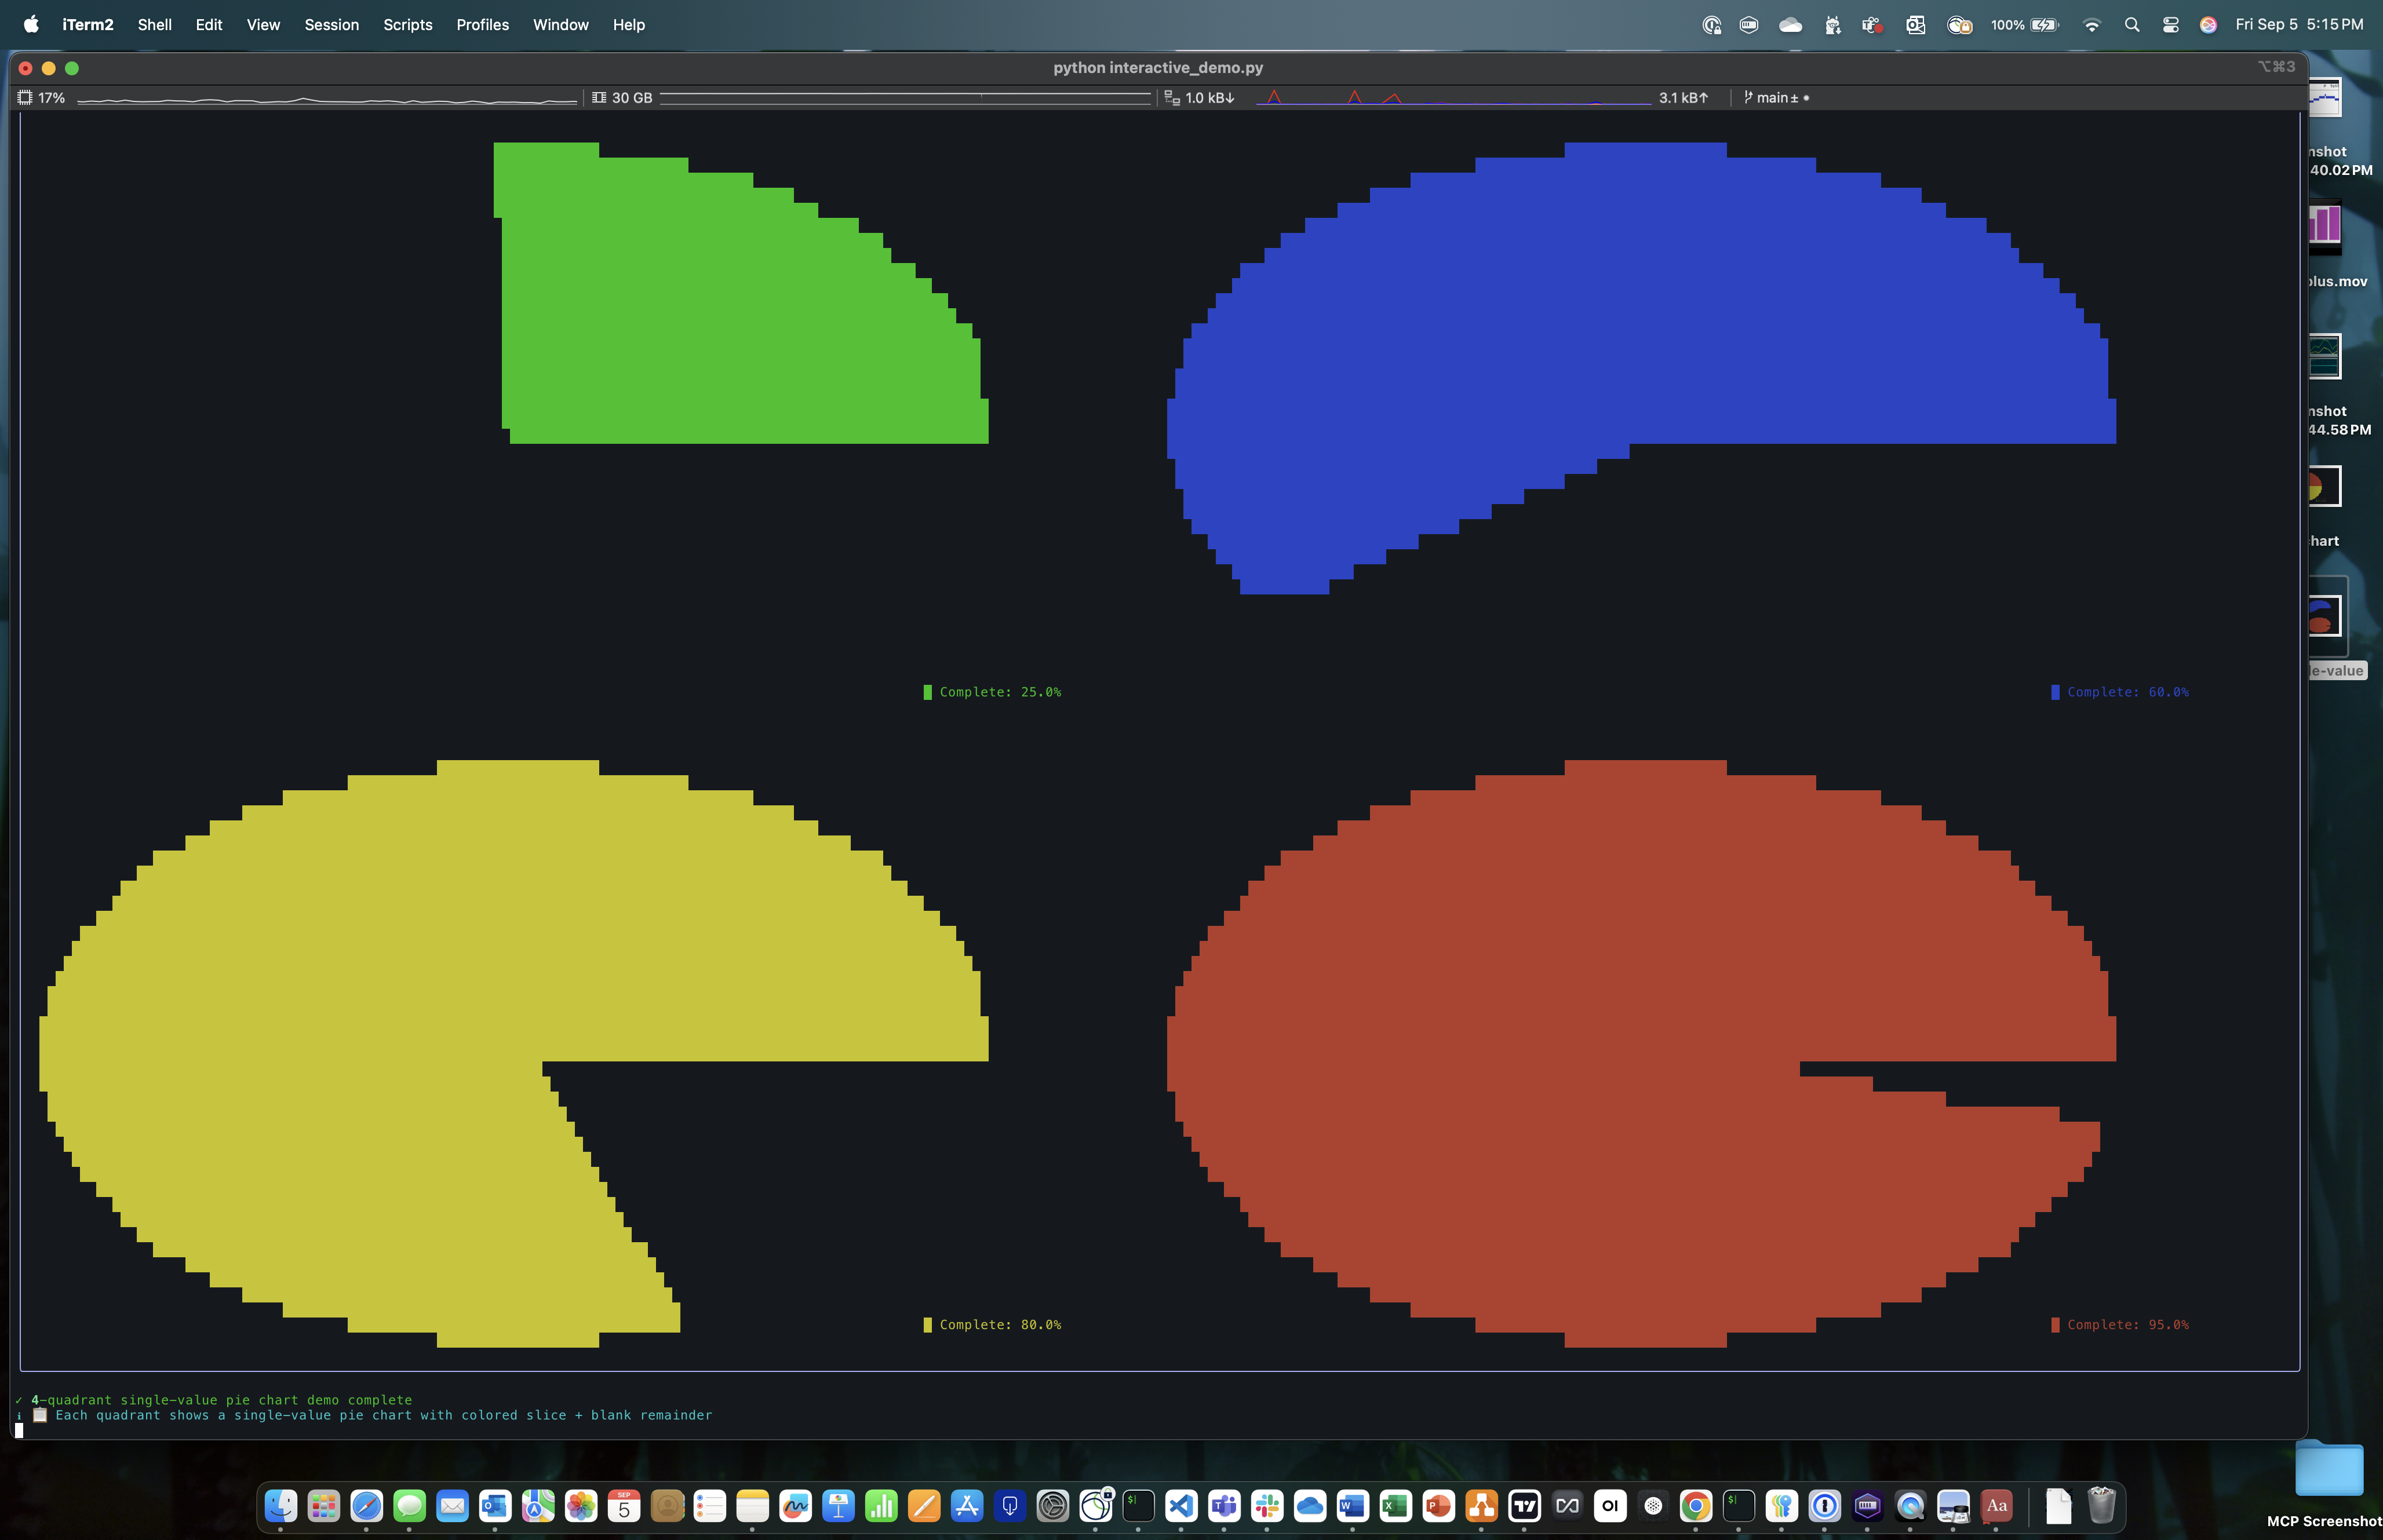 iTerm2 Shell Edit View Session Scripts Profiles Window Help 100% Fri Sep 5 5:15 PM
python interactive_demo.py ⌥⌘3
17% 30 GB 1.0 kB↓ 3.1 kB↑ main± •
nshot
40.02 PM
plus.mov
nshot
44.58 PM
hart
le-value
Complete: 25.0% Complete: 60.0%
Complete: 80.0% Complete: 95.0%
✓ 4-quadrant single-value pie chart demo complete
ℹ 📋 Each quadrant shows a single-value pie chart with colored slice + blank remainder
SEP
5
OI
Aa
MCP Screenshot